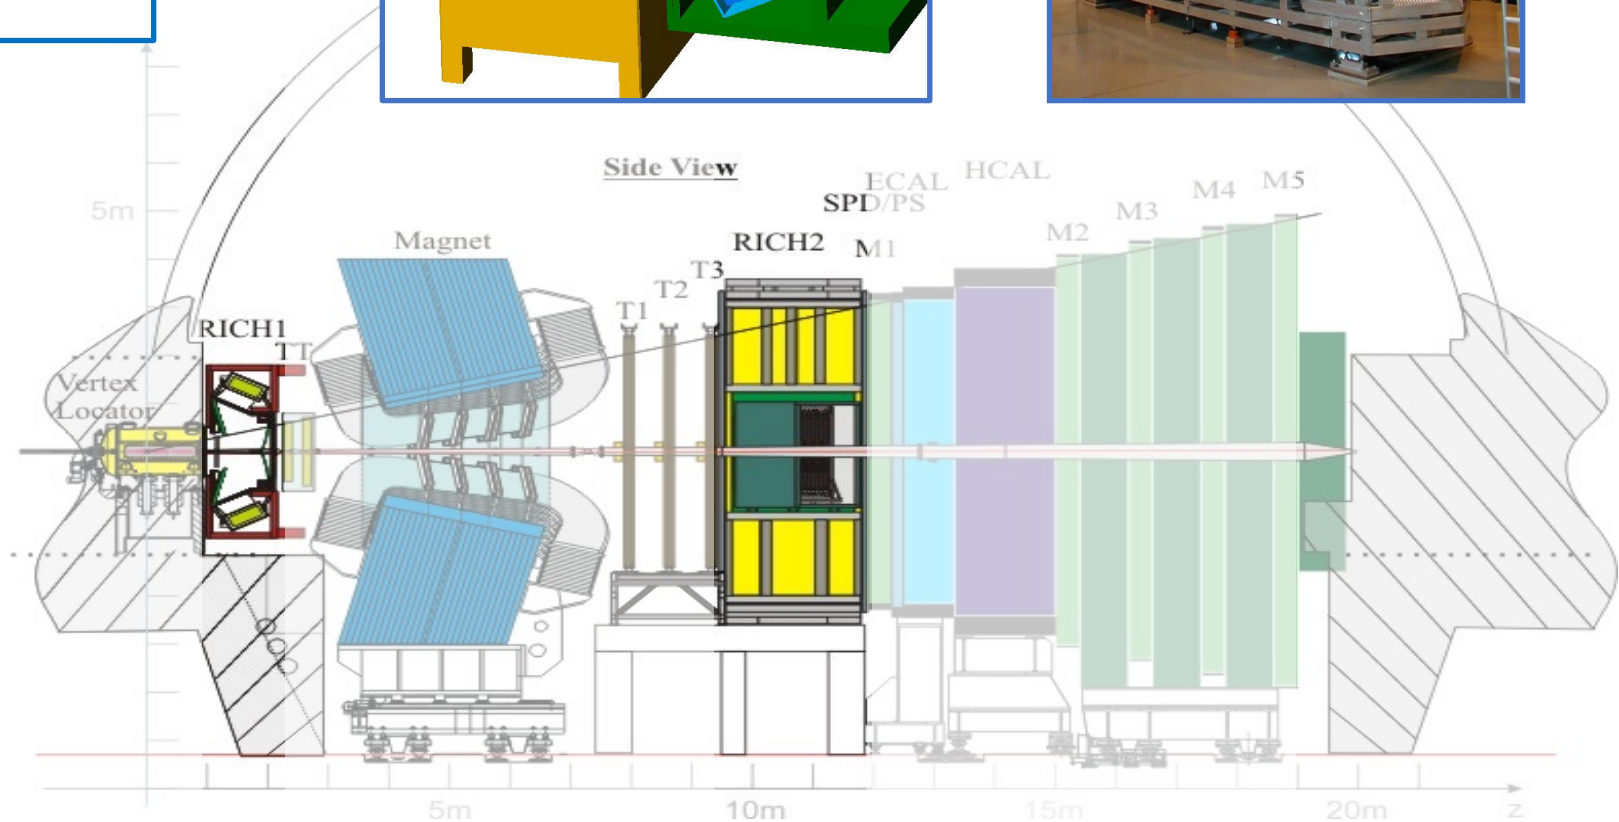 Side View
ECAL
HCAL
SPD/PS
M5
M4
M3
5m
Magnet
RICH2
M1
M2
T3
T2
T1
RICH1
TT
Vertex
Locator
5m
10m
15m
20m
z